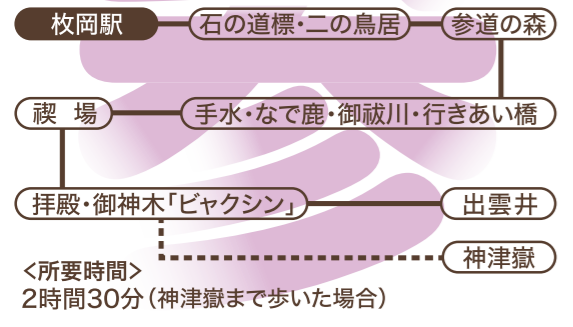 枚岡駅
石の道標・二の鳥居
参道の森
手水・なで鹿・御祓川・行きあい橋
禊 場
拝殿・御神木「ビャクシン」
出雲井
神津嶽
＜所要時間＞
2時間30分（神津嶽まで歩いた場合）